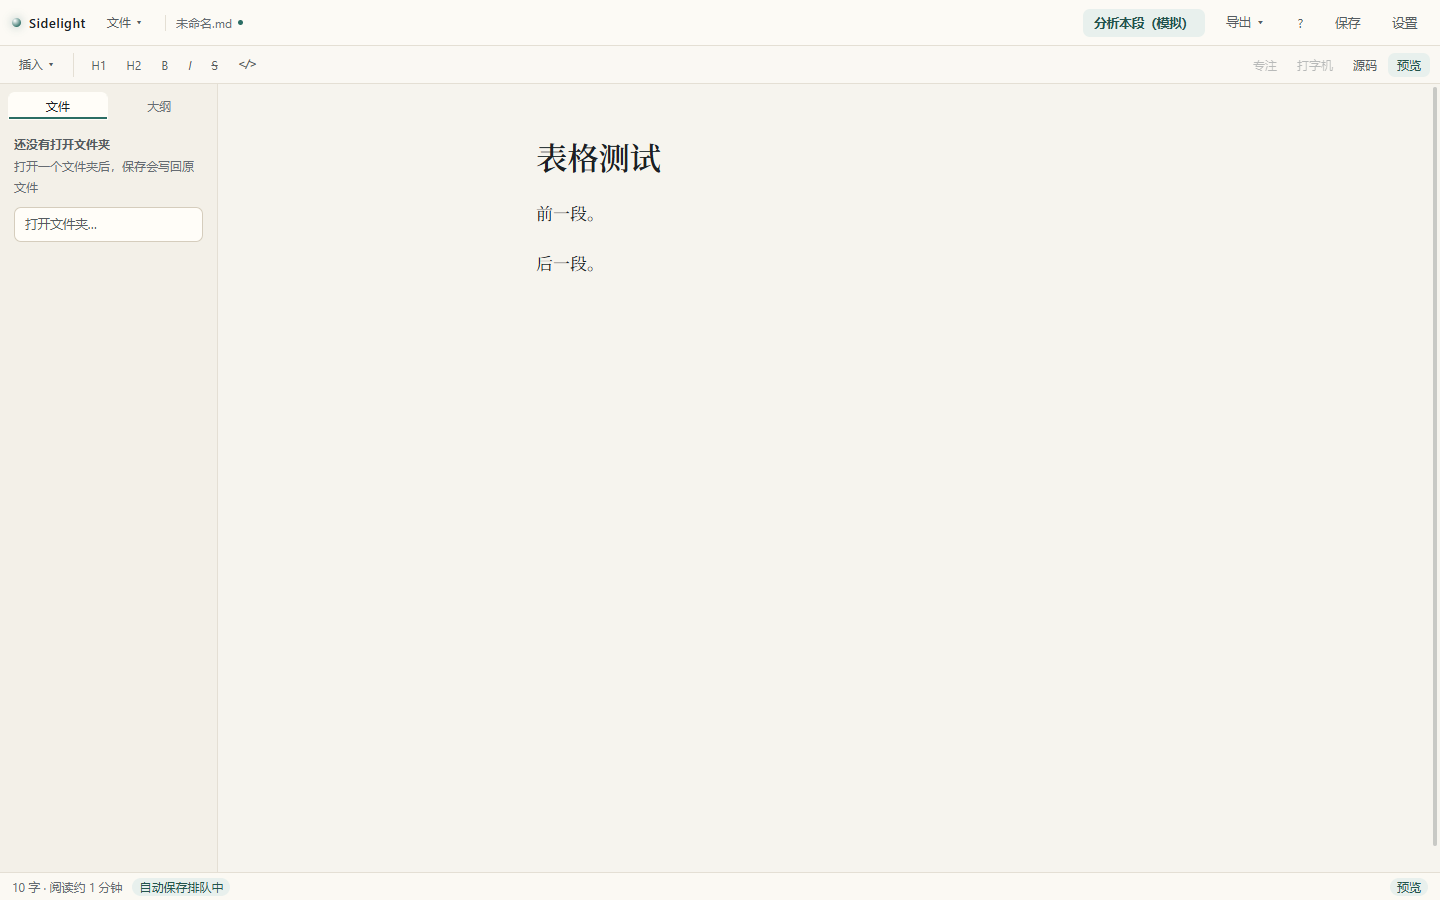 Sidelight 文件 ▾ 未命名.md ● 分析本段（模拟） 导出 ▾ ? 保存 设置
插入 ▾ H1 H2 B I S </> 专注 打字机 源码 预览
文件 大纲
还没有打开文件夹
打开一个文件夹后，保存会写回原
文件
打开文件夹...
表格测试
前一段。
后一段。
10 字 · 阅读约 1 分钟 自动保存排队中 预览